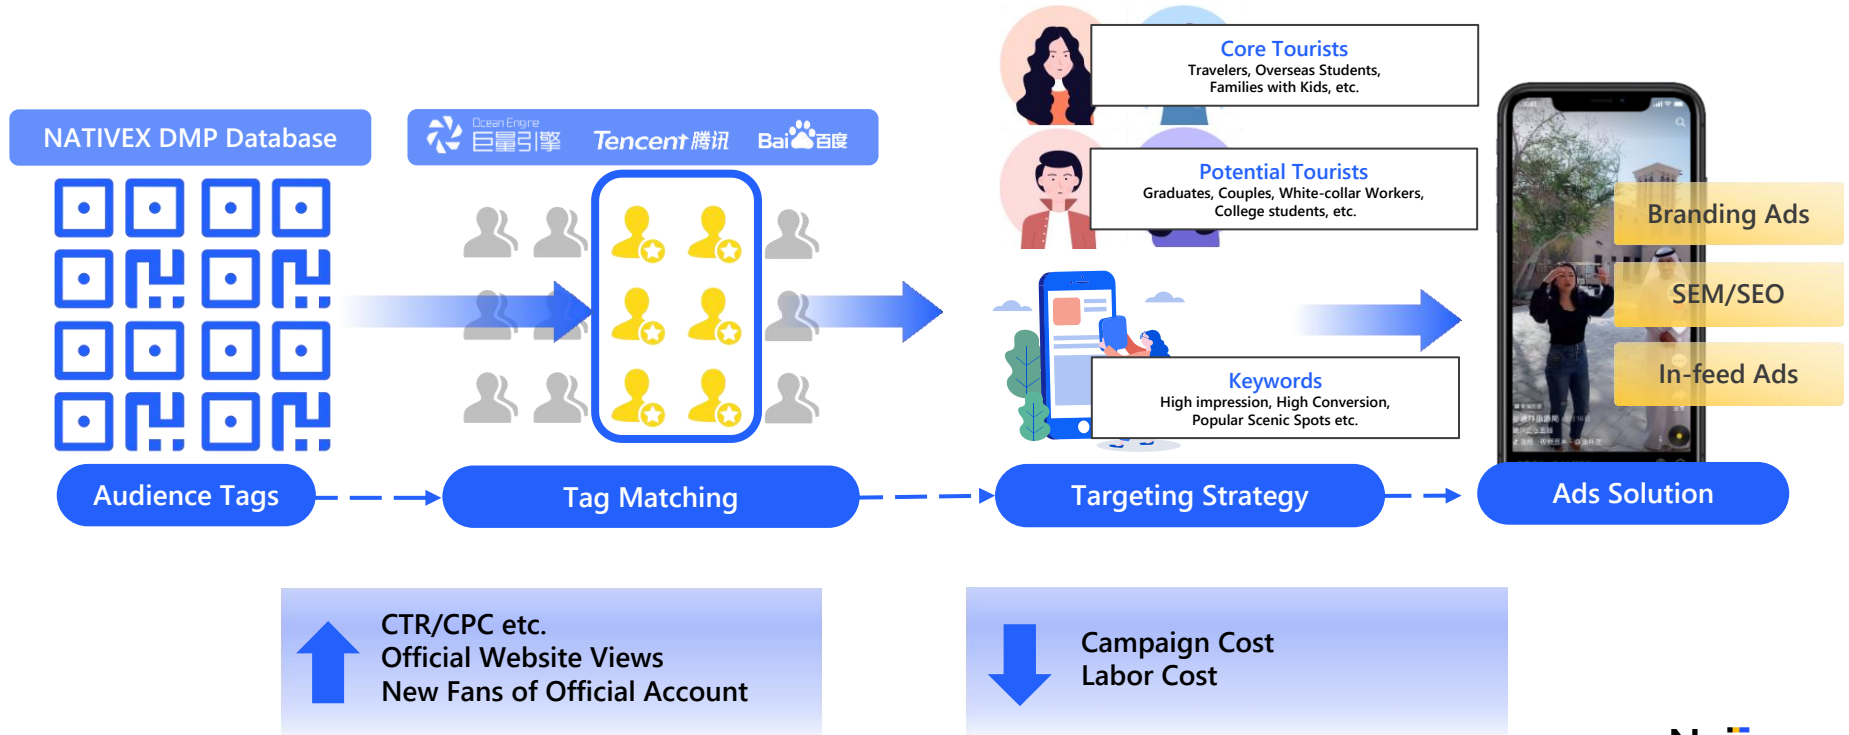 NATIVEX DMP Database
Ocean Engine
巨量引擎
Tencent 腾讯
Bai 百度
Core Tourists
Travelers, Overseas Students,
Families with Kids, etc.
Potential Tourists
Graduates, Couples, White-collar Workers,
College students, etc.
Keywords
High impression, High Conversion,
Popular Scenic Spots etc.
Branding Ads
SEM/SEO
In-feed Ads
Audience Tags
Tag Matching
Targeting Strategy
Ads Solution
CTR/CPC etc.
Official Website Views
New Fans of Official Account
Campaign Cost
Labor Cost